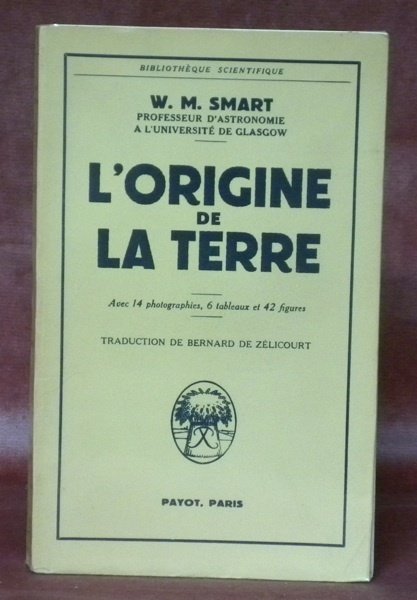 BIBLIOTHÈQUE SCIENTIFIQUE
W. M. SMART
PROFESSEUR D'ASTRONOMIE
A L'UNIVERSITÉ DE GLASGOW
L'ORIGINE
DE
LA TERRE
Avec 14 photographies, 6 tableaux et 42 figures
TRADUCTION DE BERNARD DE ZÉLICOURT
PAYOT, PARIS